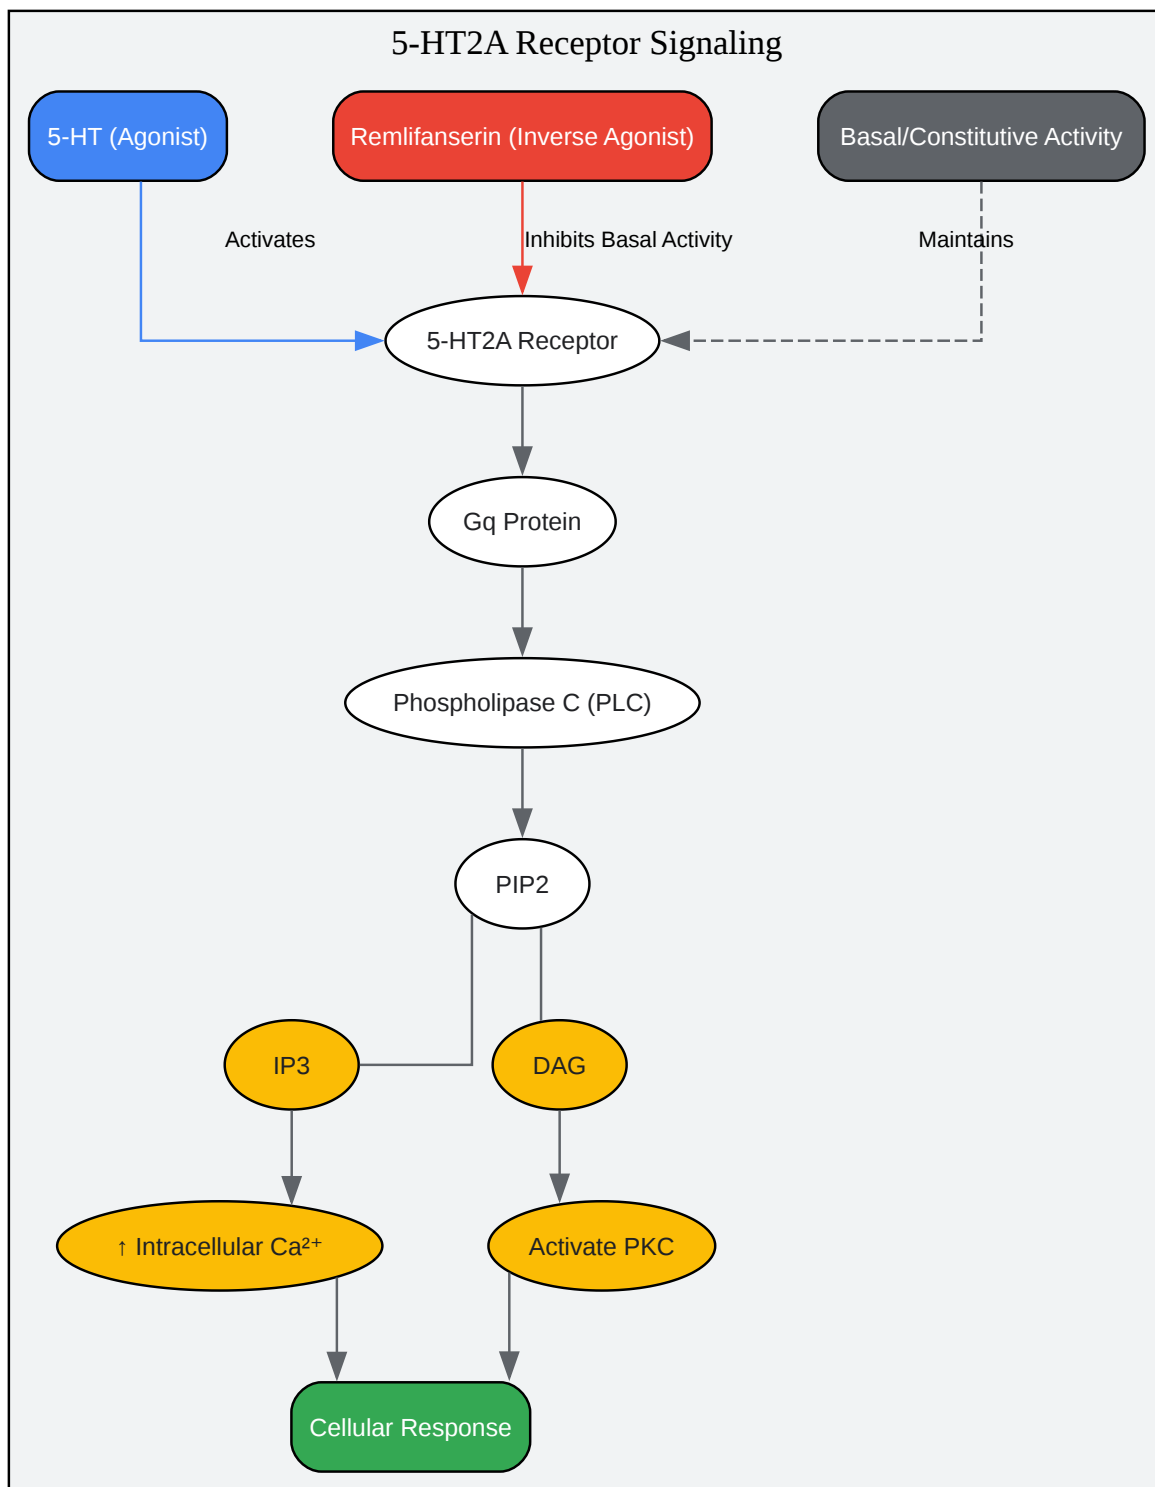 5-HT2A Receptor Signaling
5-HT (Agonist)
Remlifanserin (Inverse Agonist)
Basal/Constitutive Activity
Activates
Inhibits Basal Activity
Maintains
5-HT2A Receptor
Gq Protein
Phospholipase C (PLC)
PIP2
IP3
DAG
↑ Intracellular Ca²⁺
Activate PKC
Cellular Response